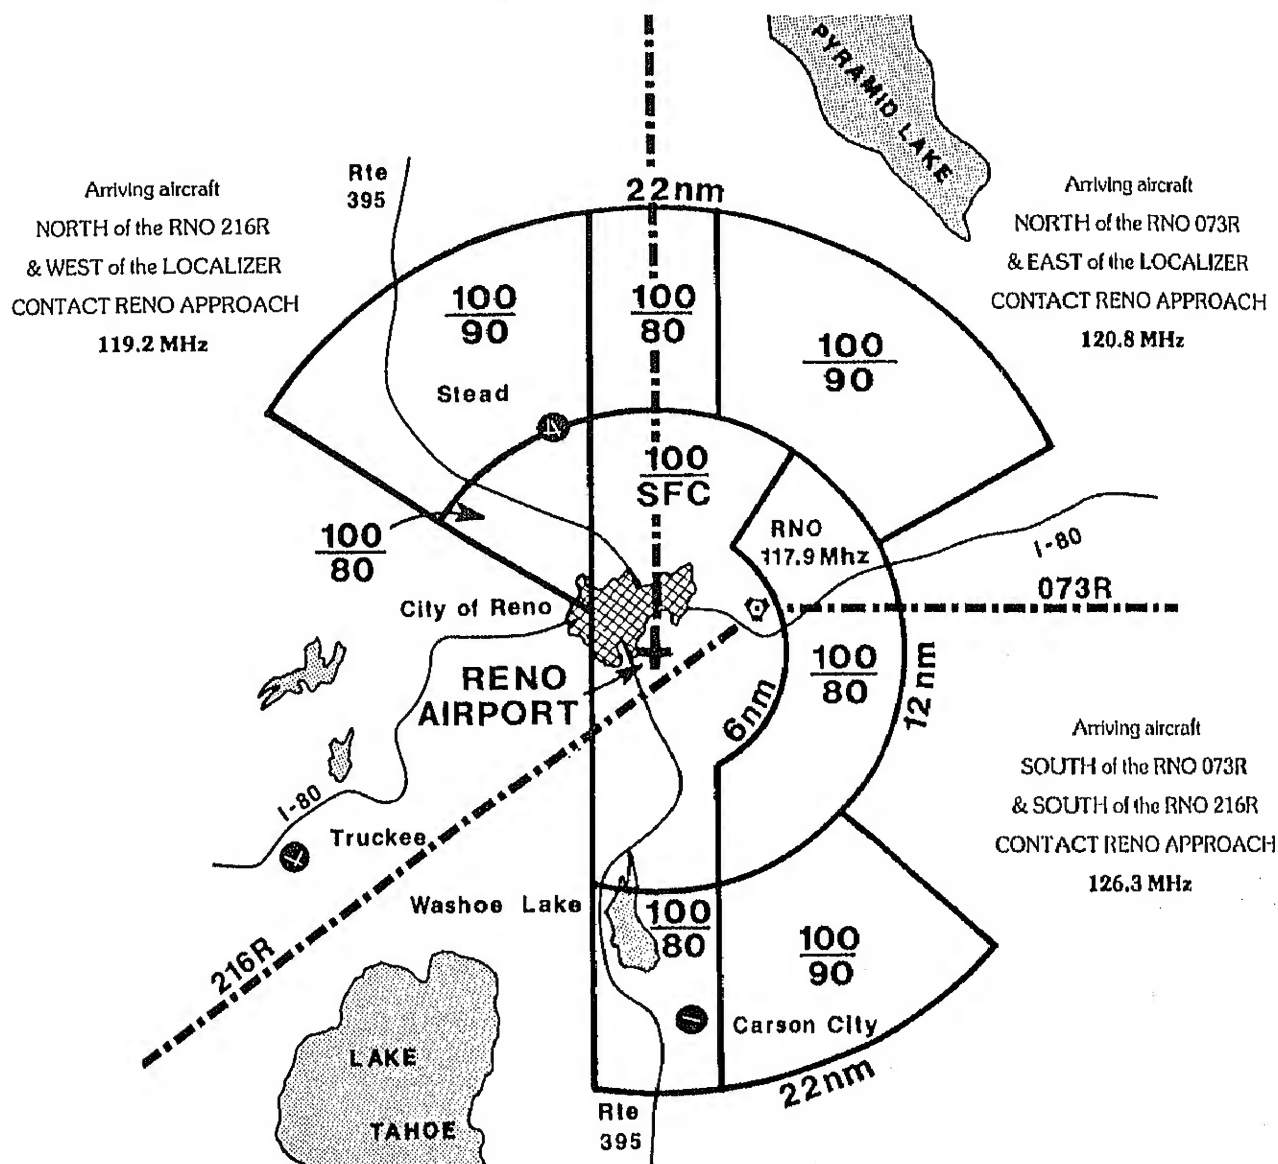 PYRAMID LAKE
Rte
395
22nm
Arriving aircraft
NORTH of the RNO 216R
& WEST of the LOCALIZER
CONTACT RENO APPROACH
119.2 MHz
Arriving aircraft
NORTH of the RNO 073R
& EAST of the LOCALIZER
CONTACT RENO APPROACH
120.8 MHz
100
90
100
80
100
90
Stead
100
SFC
RNO
117.9 Mhz
I-80
100
80
073R
City of Reno
RENO
AIRPORT
100
80
6nm
12 nm
Arriving aircraft
SOUTH of the RNO 073R
& SOUTH of the RNO 216R
CONTACT RENO APPROACH
126.3 MHz
I-80
Truckee
Washoe Lake
100
80
100
90
216R
Carson City
LAKE
TAHOE
22nm
Rte
395